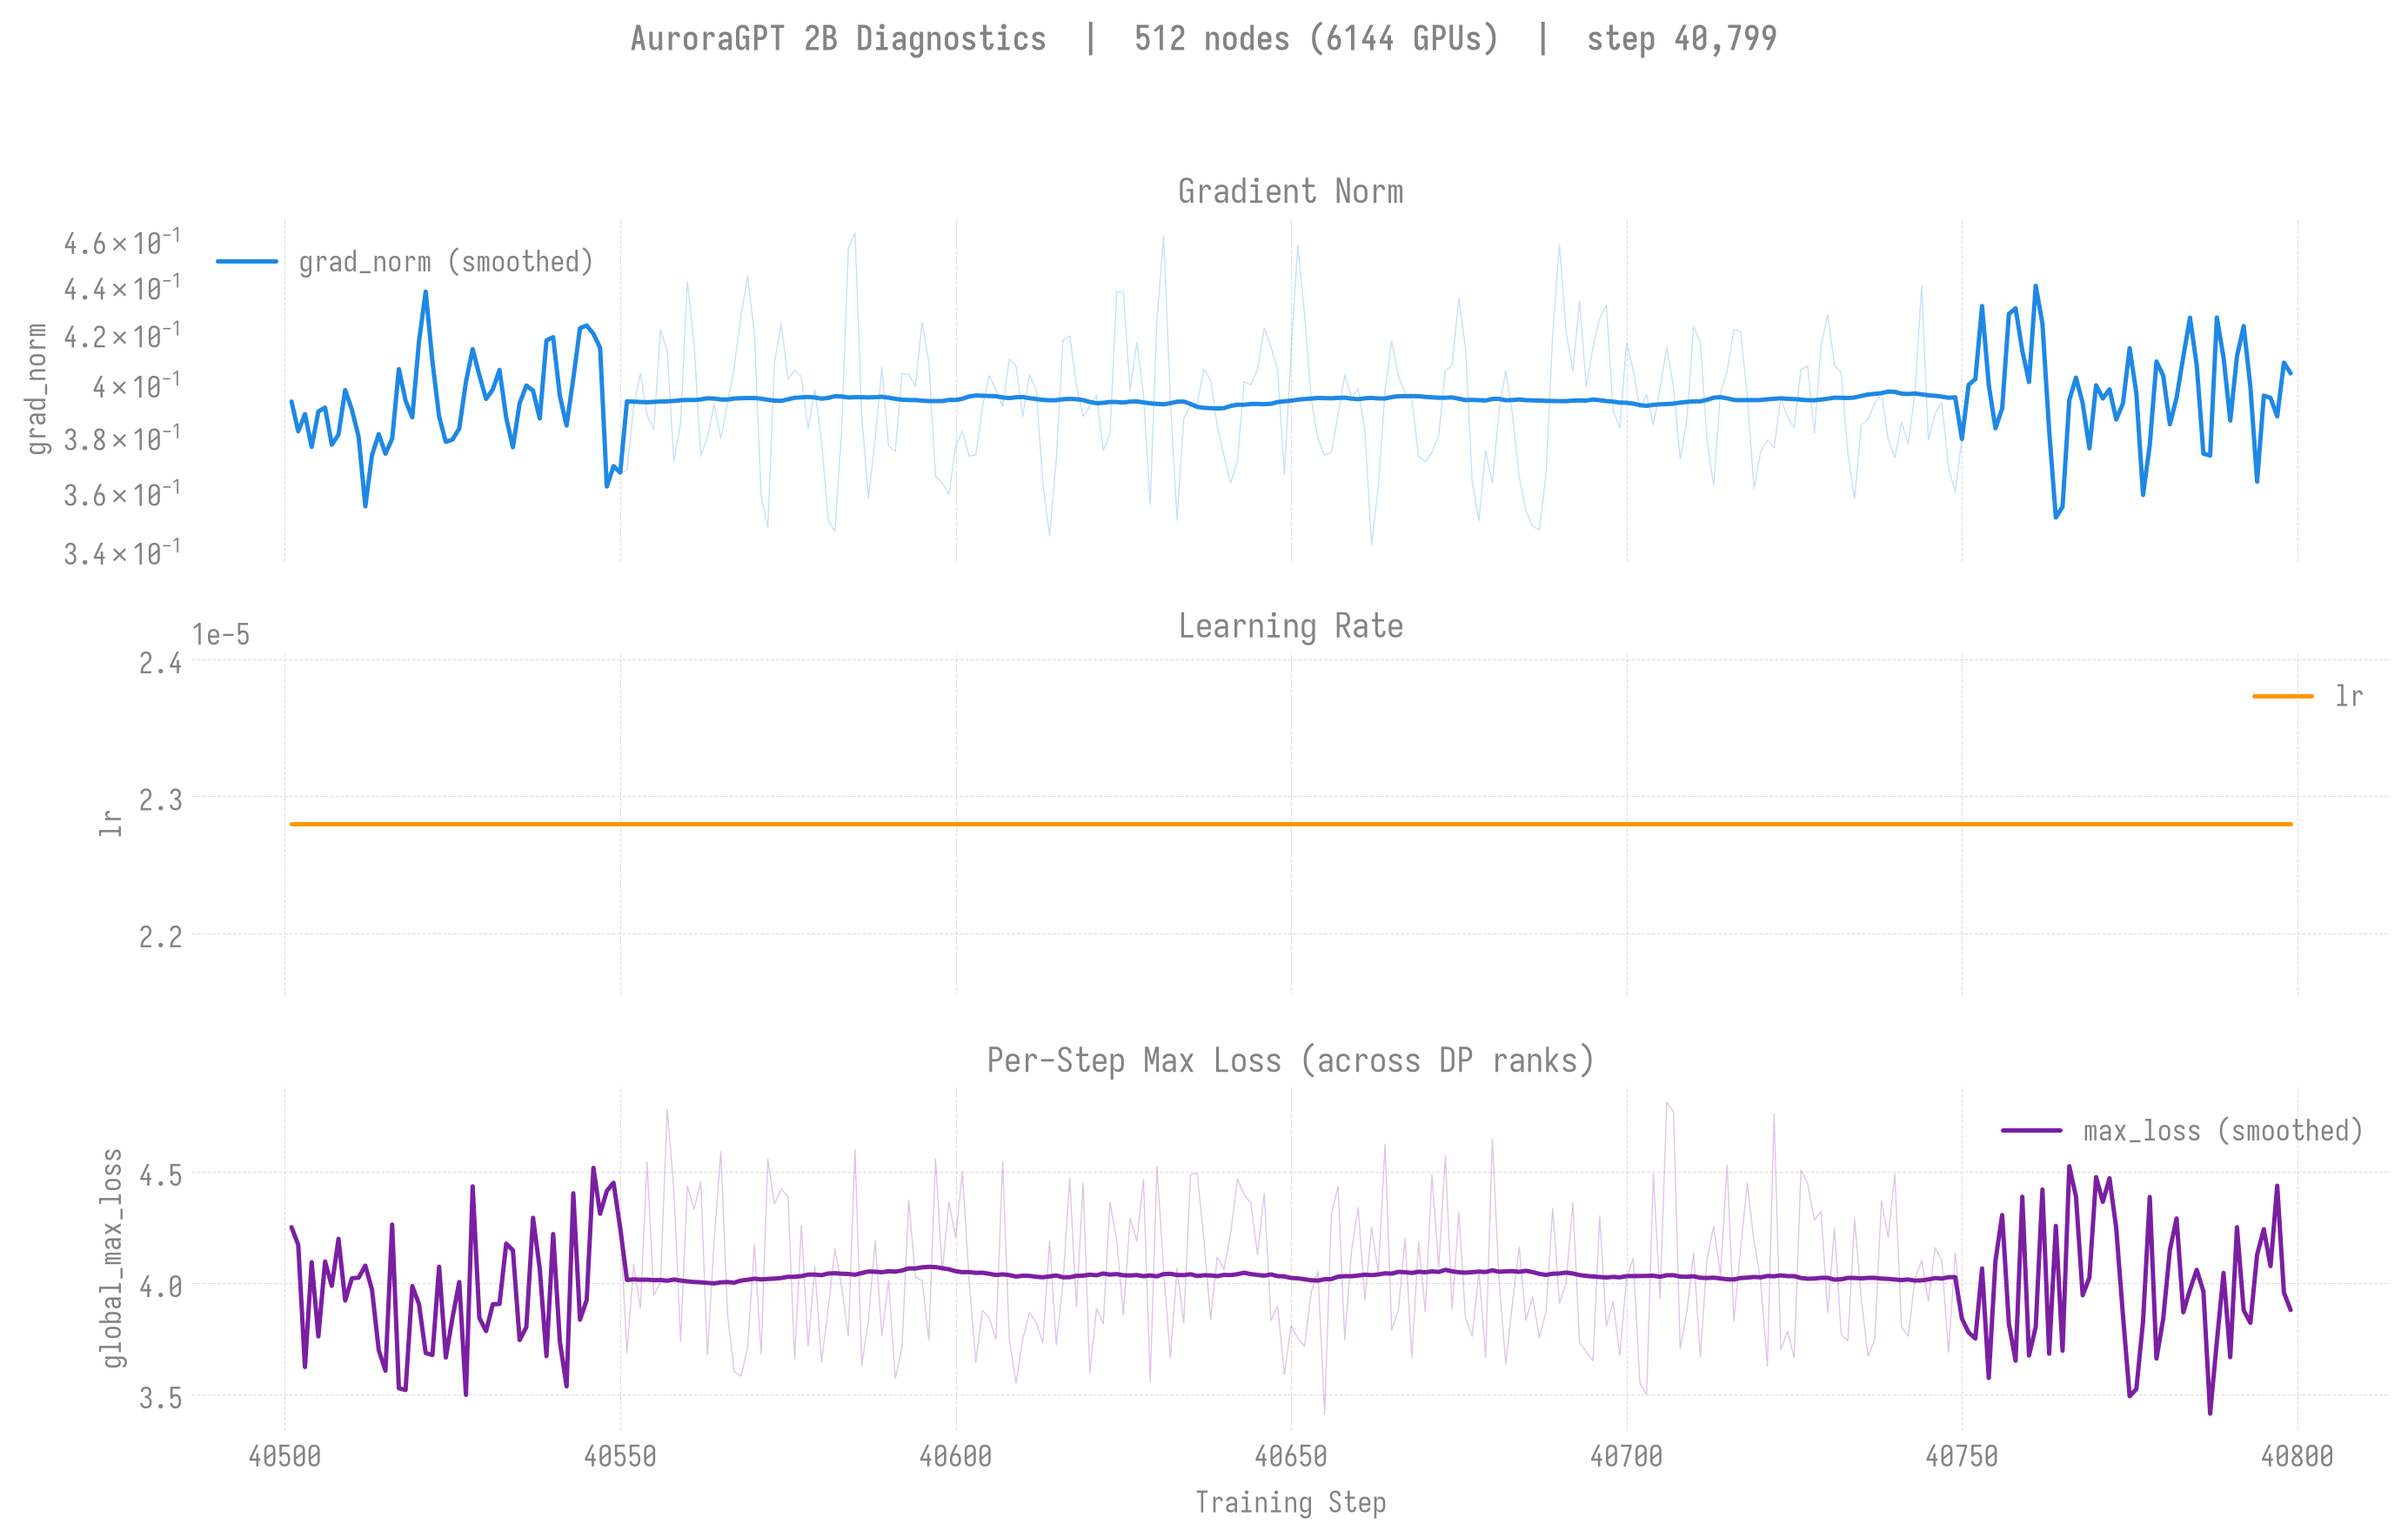 AuroraGPT 2B Diagnostics | 512 nodes (6144 GPUs) | step 40,799
Gradient Norm
grad_norm (smoothed)
4.6×10⁻¹
4.4×10⁻¹
4.2×10⁻¹
4×10⁻¹
3.8×10⁻¹
3.6×10⁻¹
3.4×10⁻¹
grad_norm
Learning Rate
1e-5
2.4
2.3
2.2
lr
lr
Per-Step Max Loss (across DP ranks)
max_loss (smoothed)
4.5
4.0
3.5
global_max_loss
40500 40550 40600 40650 40700 40750 40800
Training Step